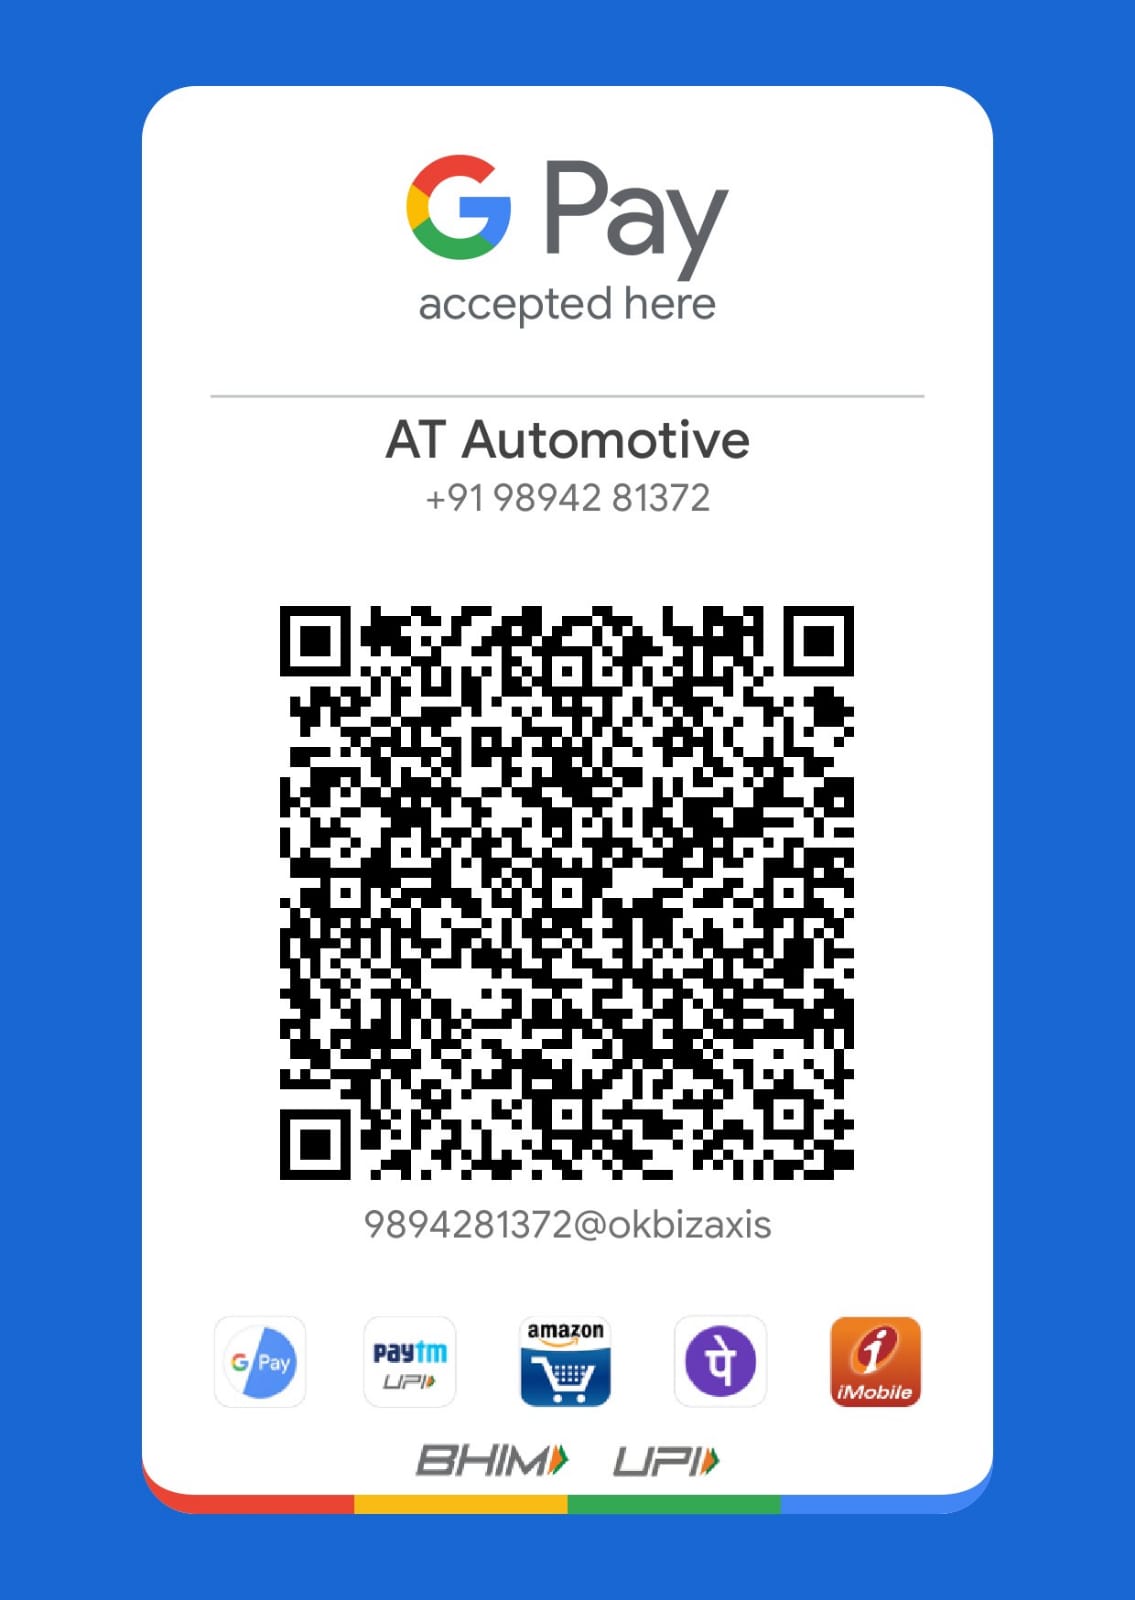 G Pay
accepted here
AT Automotive
+91 98942 81372
9894281372@okbizaxis
G Pay
paytm
UPI
amazon
पे
i
iMobile
BHIM UPI